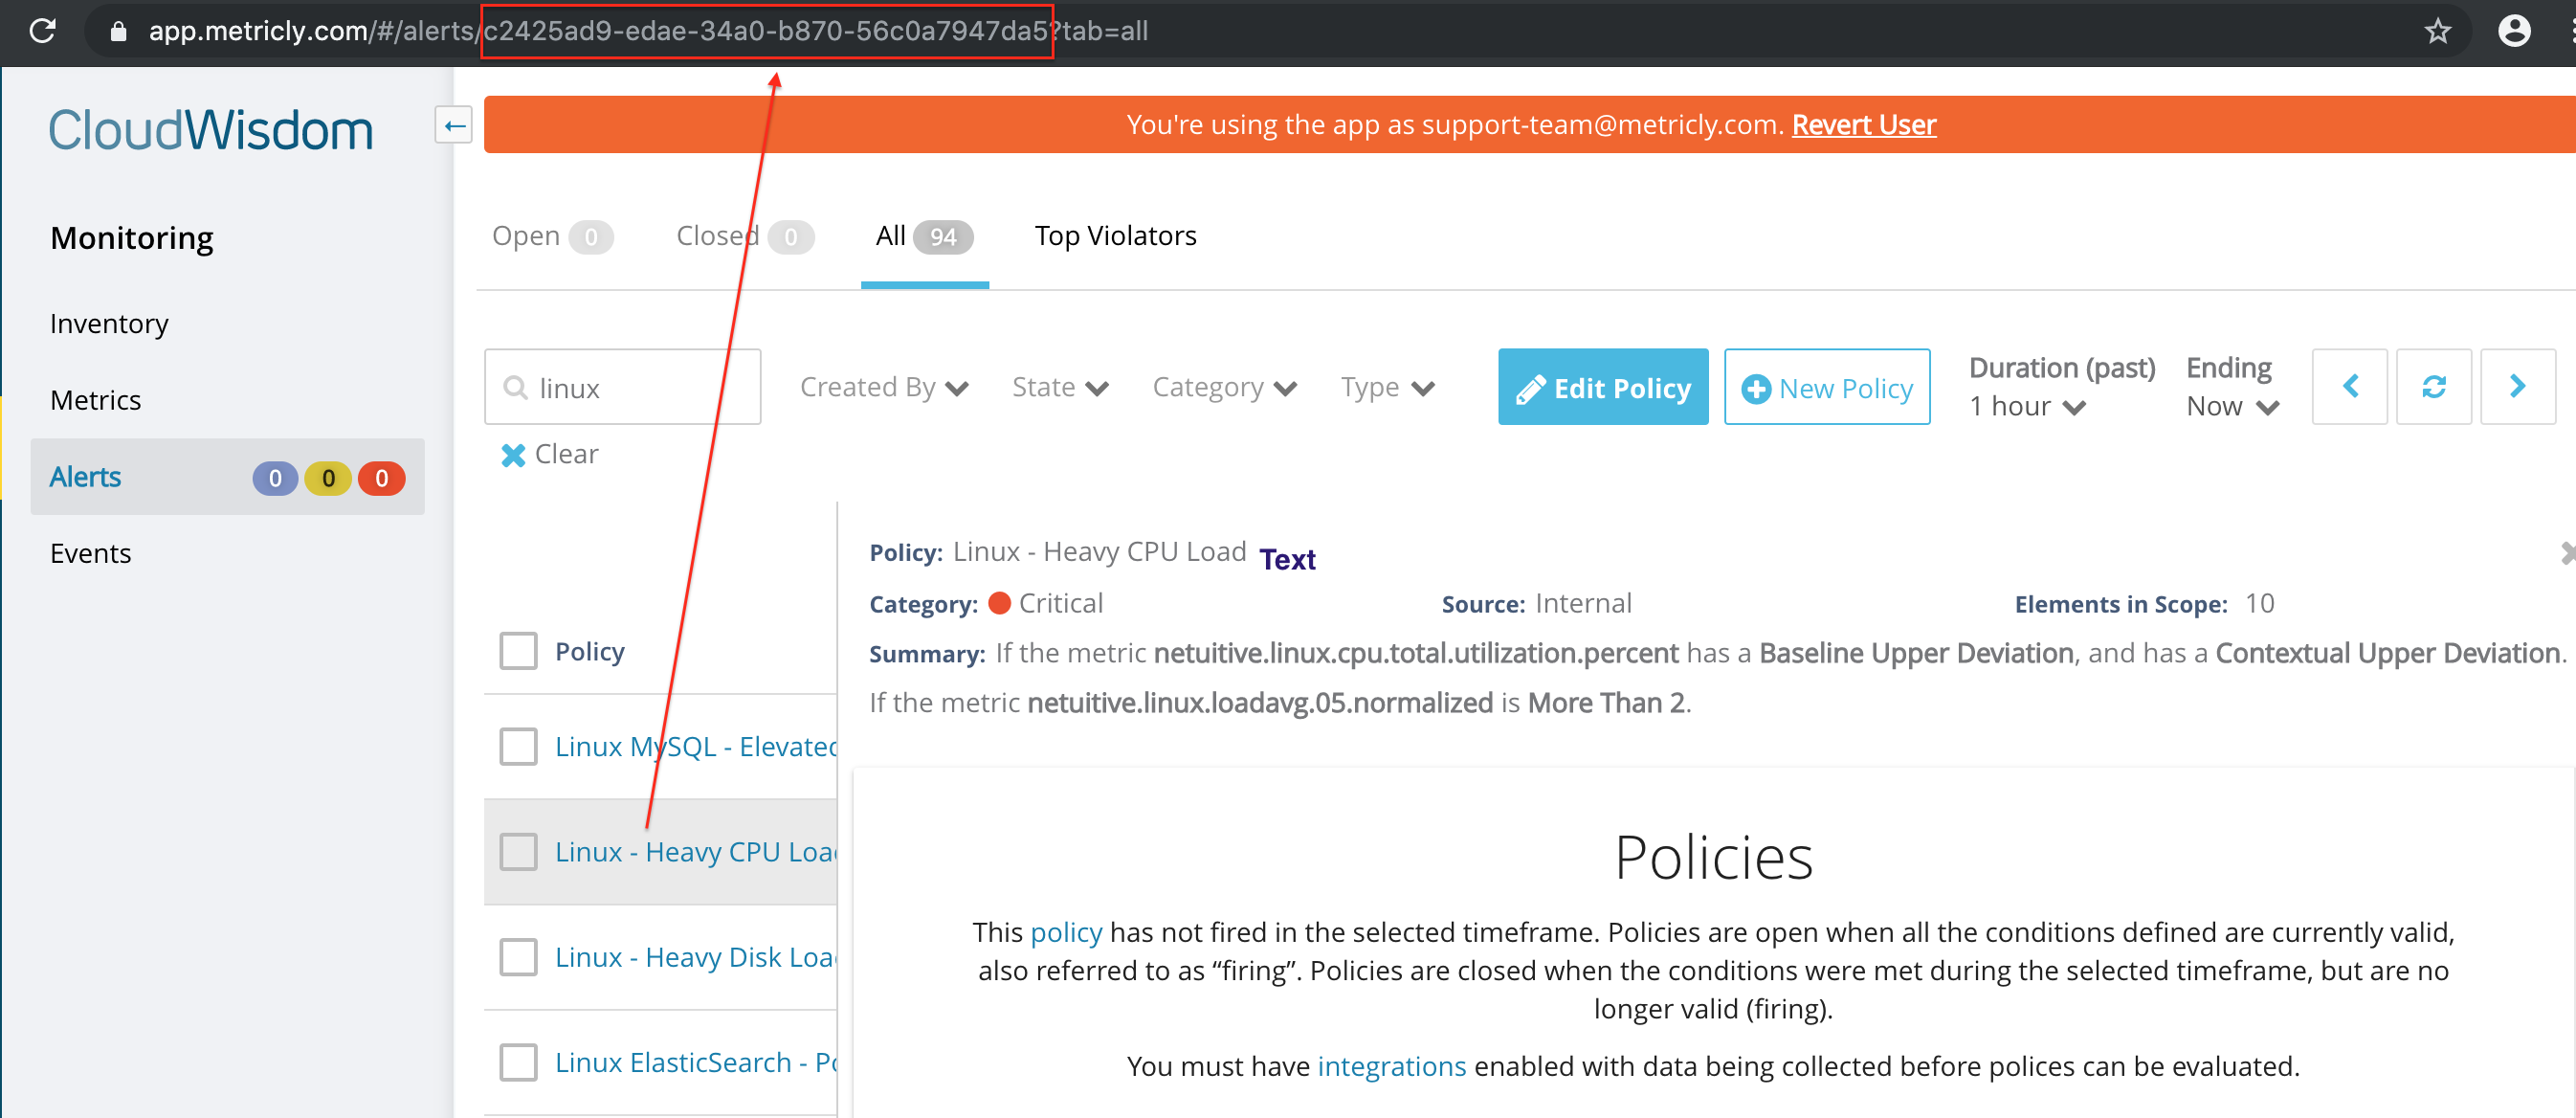 app.metricly.com/#/alerts/c2425ad9-edae-34a0-b870-56c0a7947da5?tab=all
CloudWisdom
You're using the app as support-team@metricly.com. Revert User
Monitoring
Inventory
Metrics
Alerts 0 0 0
Events
Open 0 Closed 0 All 94 Top Violators
linux
Created By State Category Type
Edit Policy
New Policy
Duration (past)
1 hour
Ending
Now
Clear
Policy
Linux MySQL - Elevated
Linux - Heavy CPU Loa
Linux - Heavy Disk Loa
Linux ElasticSearch - Po
Policy: Linux - Heavy CPU Load Text
Category: Critical Source: Internal Elements in Scope: 10
Summary: If the metric netuitive.linux.cpu.total.utilization.percent has a Baseline Upper Deviation, and has a Contextual Upper Deviation.
If the metric netuitive.linux.loadavg.05.normalized is More Than 2.
Policies
This policy has not fired in the selected timeframe. Policies are open when all the conditions defined are currently valid,
also referred to as “firing”. Policies are closed when the conditions were met during the selected timeframe, but are no
longer valid (firing).
You must have integrations enabled with data being collected before polices can be evaluated.